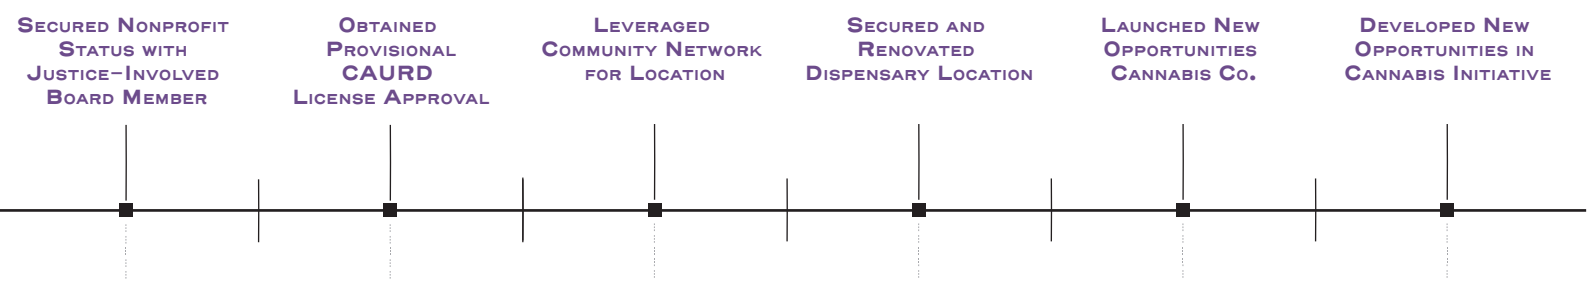 Secured Nonprofit
Status with
Justice-Involved
Board Member
Obtained
Provisional
CAURD
License Approval
Leveraged
Community Network
for Location
Secured and
Renovated
Dispensary Location
Launched New
Opportunities
Cannabis Co.
Developed New
Opportunities in
Cannabis Initiative